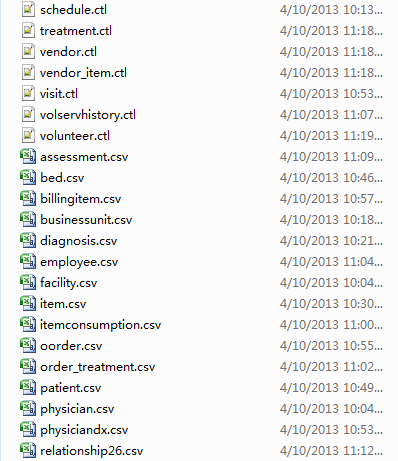 schedule.ctl 4/10/2013 10:13...
treatment.ctl 4/10/2013 11:18...
vendor.ctl 4/10/2013 11:18...
vendor_item.ctl 4/10/2013 11:18...
visit.ctl 4/10/2013 10:53...
volservhistory.ctl 4/10/2013 11:07...
volunteer.ctl 4/10/2013 11:19...
assessment.csv 4/10/2013 11:09...
bed.csv 4/10/2013 10:46...
billingitem.csv 4/10/2013 10:57...
businessunit.csv 4/10/2013 10:18...
diagnosis.csv 4/10/2013 10:21...
employee.csv 4/10/2013 11:04...
facility.csv 4/10/2013 10:04...
item.csv 4/10/2013 10:30...
itemconsumption.csv 4/10/2013 11:00...
oorder.csv 4/10/2013 10:55...
order_treatment.csv 4/10/2013 11:02...
patient.csv 4/10/2013 10:49...
physician.csv 4/10/2013 10:04...
physiciandx.csv 4/10/2013 10:53...
relationship26.csv 4/10/2013 11:12...